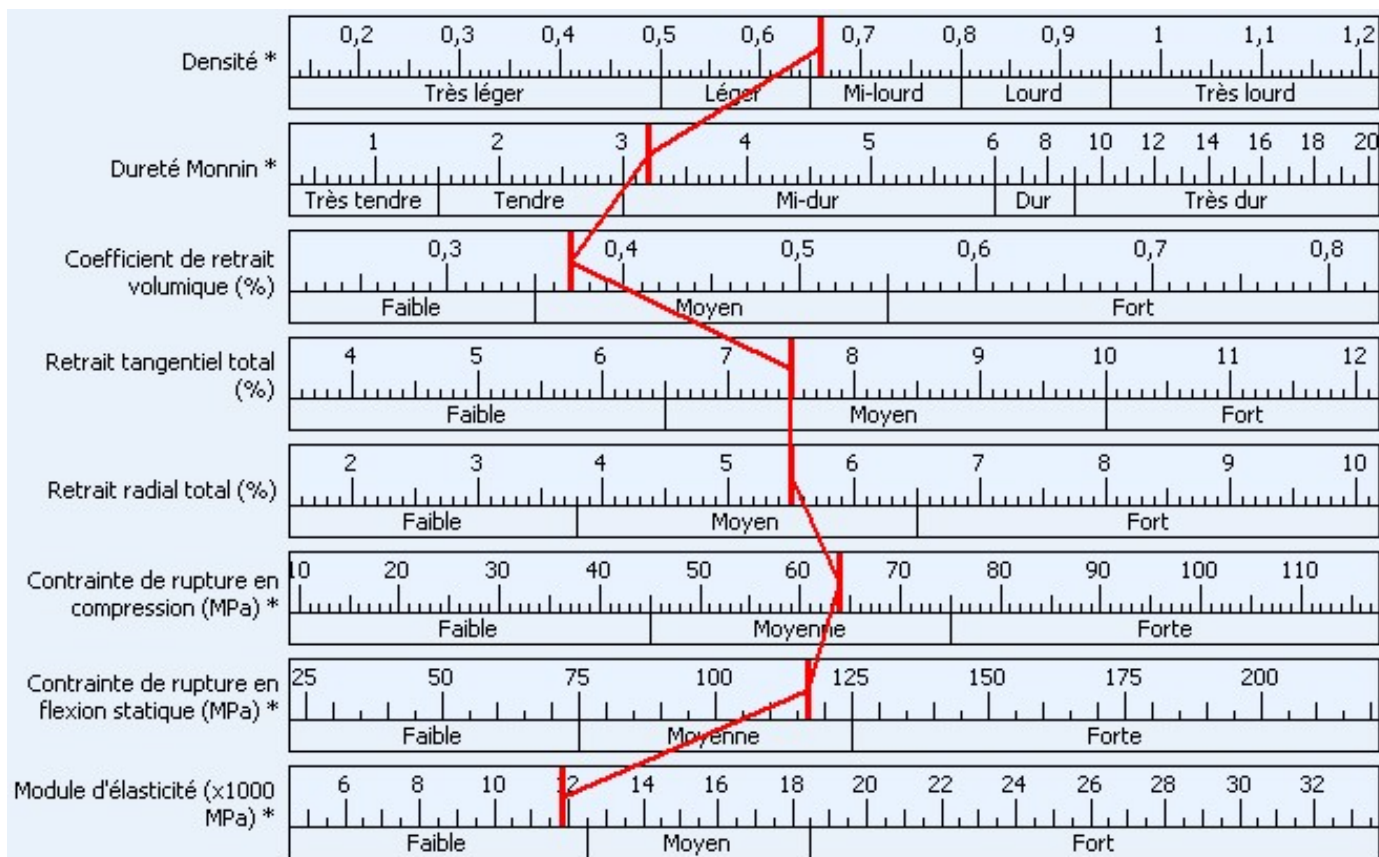 0,2 0,3 0,4 0,5 0,6 0,7 0,8 0,9 1 1,1 1,2
Densité *
Très léger Léger Mi-lourd Lourd Très lourd
1 2 3 4 5 6 8 10 12 14 16 18 20
Dureté Monnin *
Très tendre Tendre Mi-dur Dur Très dur
0,3 0,4 0,5 0,6 0,7 0,8
Coefficient de retrait
volumique (%)
Faible Moyen Fort
4 5 6 7 8 9 10 11 12
Retrait tangentiel total
(%)
Faible Moyen Fort
2 3 4 5 6 7 8 9 10
Retrait radial total (%)
Faible Moyen Fort
10 20 30 40 50 60 70 80 90 100 110
Contrainte de rupture en
compression (MPa) *
Faible Moyenne Forte
25 50 75 100 125 150 175 200
Contrainte de rupture en
flexion statique (MPa) *
Faible Moyenne Forte
6 8 10 12 14 16 18 20 22 24 26 28 30 32
Module d'élasticité (x1000
MPa) *
Faible Moyen Fort